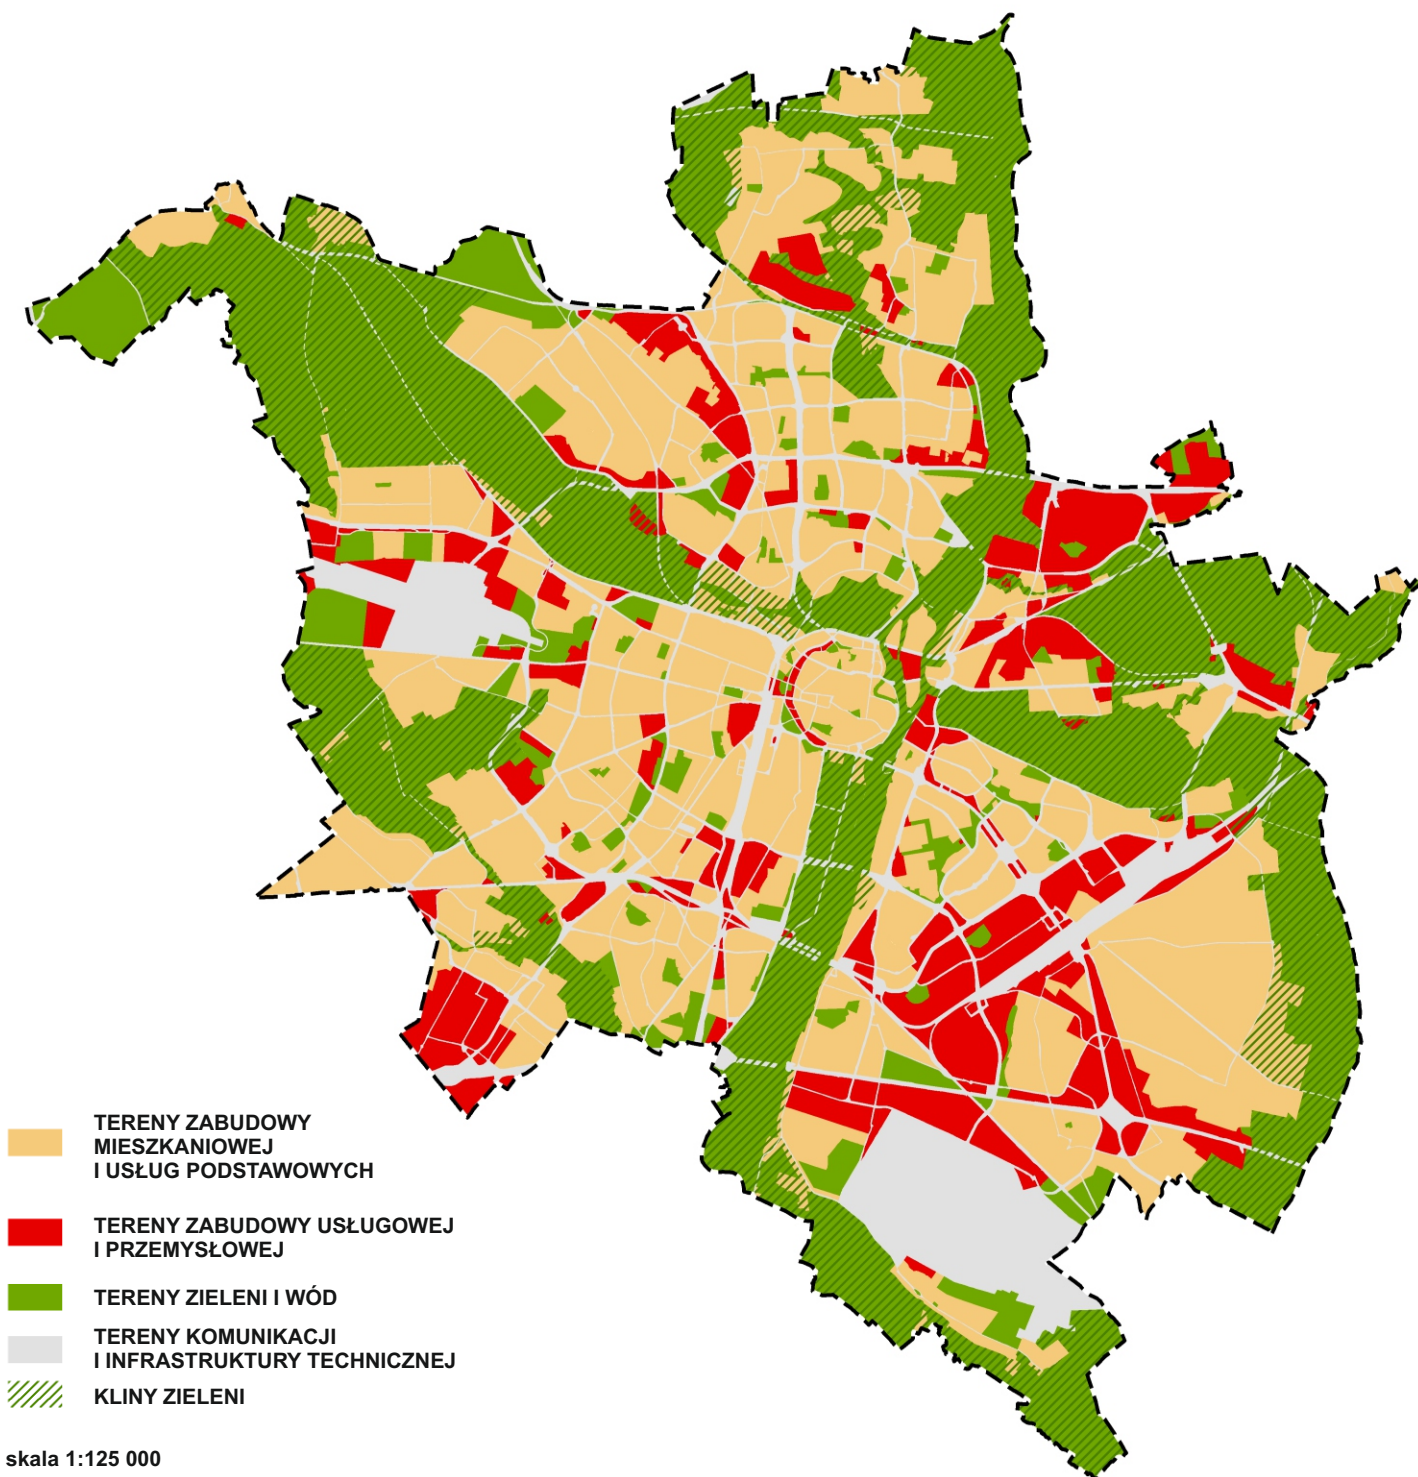 TERENY ZABUDOWY
MIESZKANIOWEJ
I USŁUG PODSTAWOWYCH
TERENY ZABUDOWY USŁUGOWEJ
I PRZEMYSŁOWEJ
TERENY ZIELENI I WÓD
TERENY KOMUNIKACJI
I INFRASTRUKTURY TECHNICZNEJ
KLINY ZIELENI
skala 1:125 000